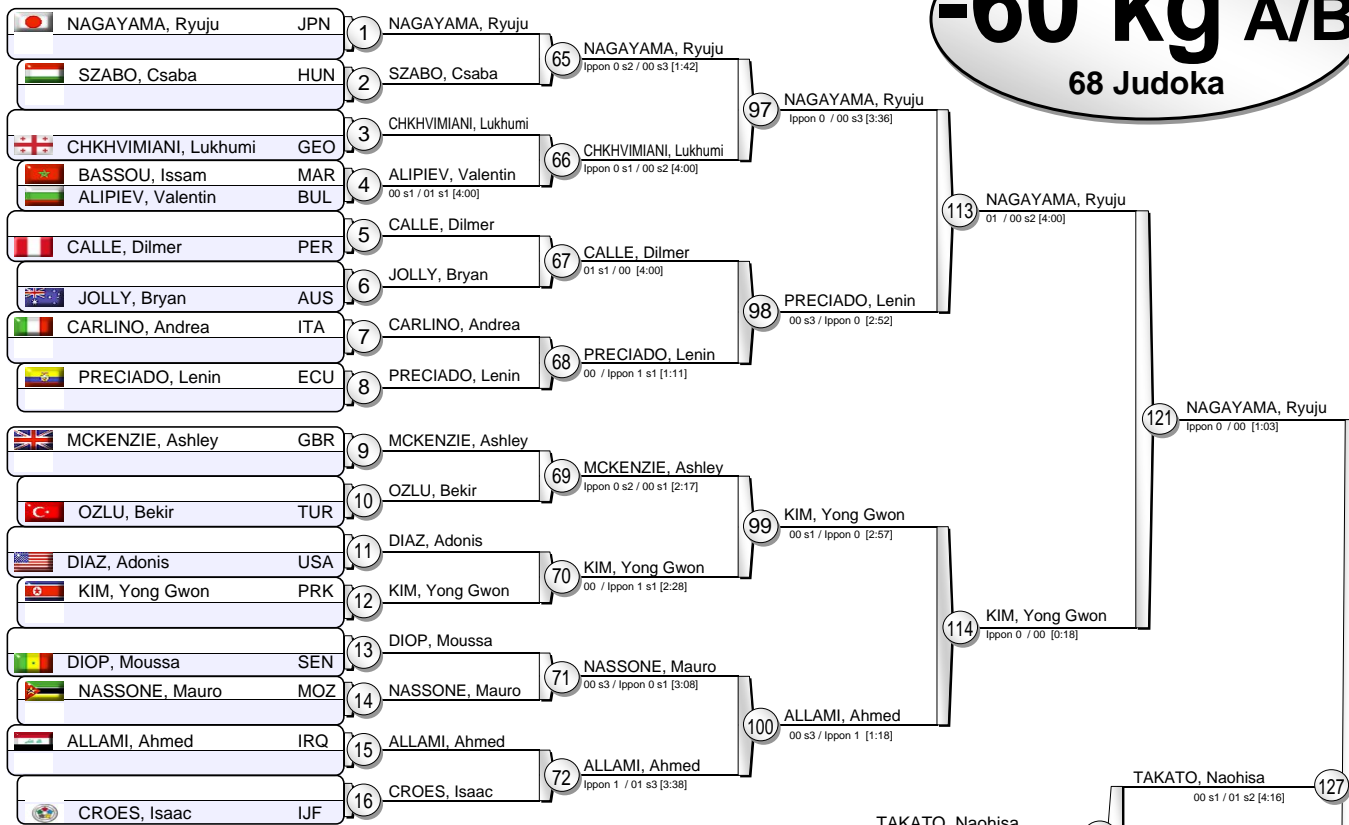 -60 kg A/B
68 Judoka
NAGAYAMA, Ryuju JPN
SZABO, Csaba HUN
CHKHVIMIANI, Lukhumi GEO
BASSOU, Issam MAR
ALIPIEV, Valentin BUL
CALLE, Dilmer PER
JOLLY, Bryan AUS
CARLINO, Andrea ITA
PRECIADO, Lenin ECU
MCKENZIE, Ashley GBR
OZLU, Bekir TUR
DIAZ, Adonis USA
KIM, Yong Gwon PRK
DIOP, Moussa SEN
NASSONE, Mauro MOZ
ALLAMI, Ahmed IRQ
CROES, Isaac IJF
1 NAGAYAMA, Ryuju
2 SZABO, Csaba
3 CHKHVIMIANI, Lukhumi
4 ALIPIEV, Valentin
00 s1 / 01 s1 [4:00]
5 CALLE, Dilmer
6 JOLLY, Bryan
7 CARLINO, Andrea
8 PRECIADO, Lenin
9 MCKENZIE, Ashley
10 OZLU, Bekir
11 DIAZ, Adonis
12 KIM, Yong Gwon
13 DIOP, Moussa
14 NASSONE, Mauro
15 ALLAMI, Ahmed
16 CROES, Isaac
65 NAGAYAMA, Ryuju
Ippon 0 s2 / 00 s3 [1:42]
66 CHKHVIMIANI, Lukhumi
Ippon 0 s1 / 00 s2 [4:00]
67 CALLE, Dilmer
01 s1 / 00 [4:00]
68 PRECIADO, Lenin
00 / Ippon 1 s1 [1:11]
69 MCKENZIE, Ashley
Ippon 0 s2 / 00 s1 [2:17]
70 KIM, Yong Gwon
00 / Ippon 1 s1 [2:28]
71 NASSONE, Mauro
00 s3 / Ippon 0 s1 [3:08]
72 ALLAMI, Ahmed
Ippon 1 / 01 s3 [3:38]
97 NAGAYAMA, Ryuju
Ippon 0 / 00 s3 [3:36]
98 PRECIADO, Lenin
00 s3 / Ippon 0 [2:52]
99 KIM, Yong Gwon
00 s1 / Ippon 0 [2:57]
100 ALLAMI, Ahmed
00 s3 / Ippon 1 [1:18]
113 NAGAYAMA, Ryuju
01 / 00 s2 [4:00]
114 KIM, Yong Gwon
Ippon 0 / 00 [0:18]
121 NAGAYAMA, Ryuju
Ippon 0 / 00 [1:03]
TAKATO, Naohisa 127
00 s1 / 01 s2 [4:16]
TAKATO, Naohisa